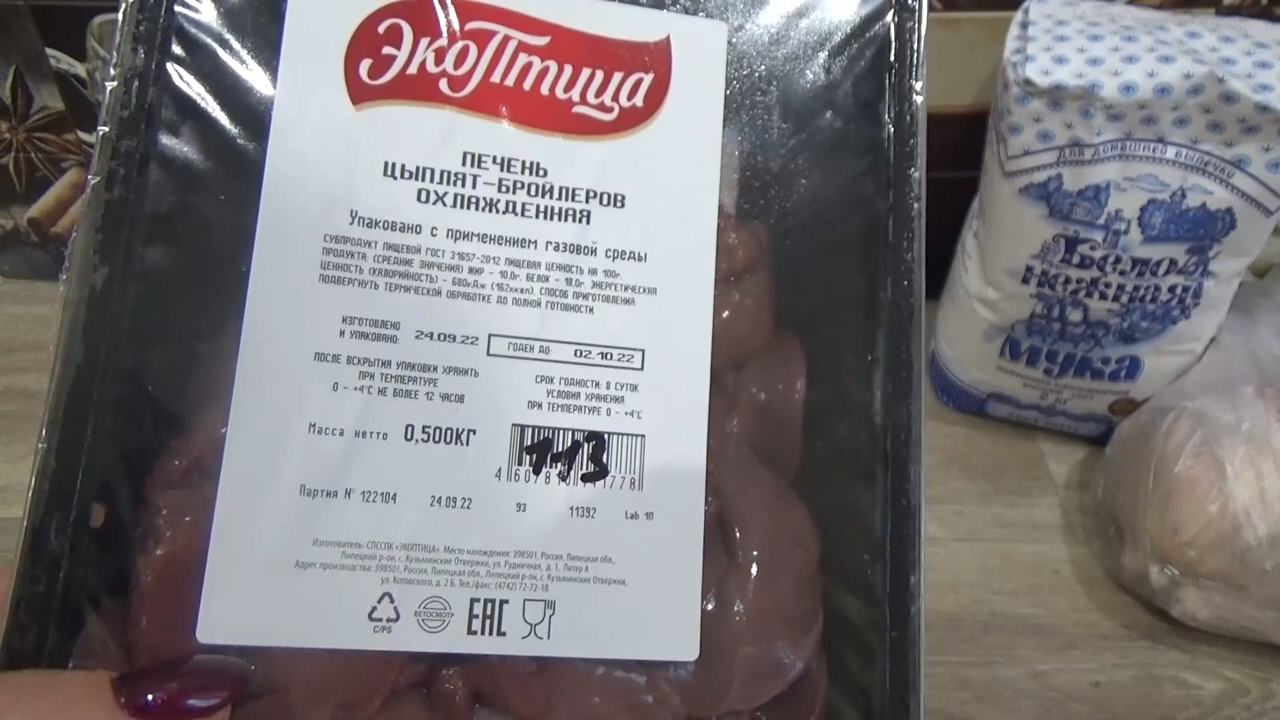 ЭкоПтица
ПЕЧЕНЬ
ЦЫПЛЯТ-БРОЙЛЕРОВ
ОХЛАЖДЕННАЯ
Упаковано с применением газовой среды
СУБПРОДУКТ ПИЩЕВОЙ ГОСТ 31657-2012 ПИЩЕВАЯ ЦЕННОСТЬ НА 100г.
ПРОДУКТА: (СРЕДНИЕ ЗНАЧЕНИЯ) ЖИР - 10.0г. БЕЛОК - 18.0г. ЭНЕРГЕТИЧЕСКАЯ
ЦЕННОСТЬ (КАЛОРИЙНОСТЬ) - 680кДж (162ккал). СПОСОБ ПРИГОТОВЛЕНИЯ:
ПОДВЕРГНУТЬ ТЕРМИЧЕСКОЙ ОБРАБОТКЕ ДО ПОЛНОЙ ГОТОВНОСТИ.
ИЗГОТОВЛЕНО
И УПАКОВАНО: 24.09.22
ГОДЕН ДО: 02.10.22
ПОСЛЕ ВСКРЫТИЯ УПАКОВКИ ХРАНИТЬ
ПРИ ТЕМПЕРАТУРЕ
0 - +4°C НЕ БОЛЕЕ 12 ЧАСОВ
СРОК ГОДНОСТИ: 8 СУТОК
УСЛОВИЯ ХРАНЕНИЯ
ПРИ ТЕМПЕРАТУРЕ 0 - +4°C
Масса нетто 0,500КГ
113
Партия № 122104 24.09.22 93 11392 Lab 10
Изготовитель: СПССПК «ЭКОПТИЦА». Место нахождения: 398501, Россия, Липецкая обл.,
Липецкий р-он, с. Кузьминские Отвержки, ул. Рудничная, д. 1, Литер А
Адрес производства: 398501, Россия, Липецкая обл., Липецкий р-он, с. Кузьминские Отвержки,
ул. Котовского, д. 2 Б. Тел./факс: (4742) 72-72-18
C/PS
ВЕТОСМОТР
EAC
Для домашней выпечки
Белая
нежная
мука
2 кг